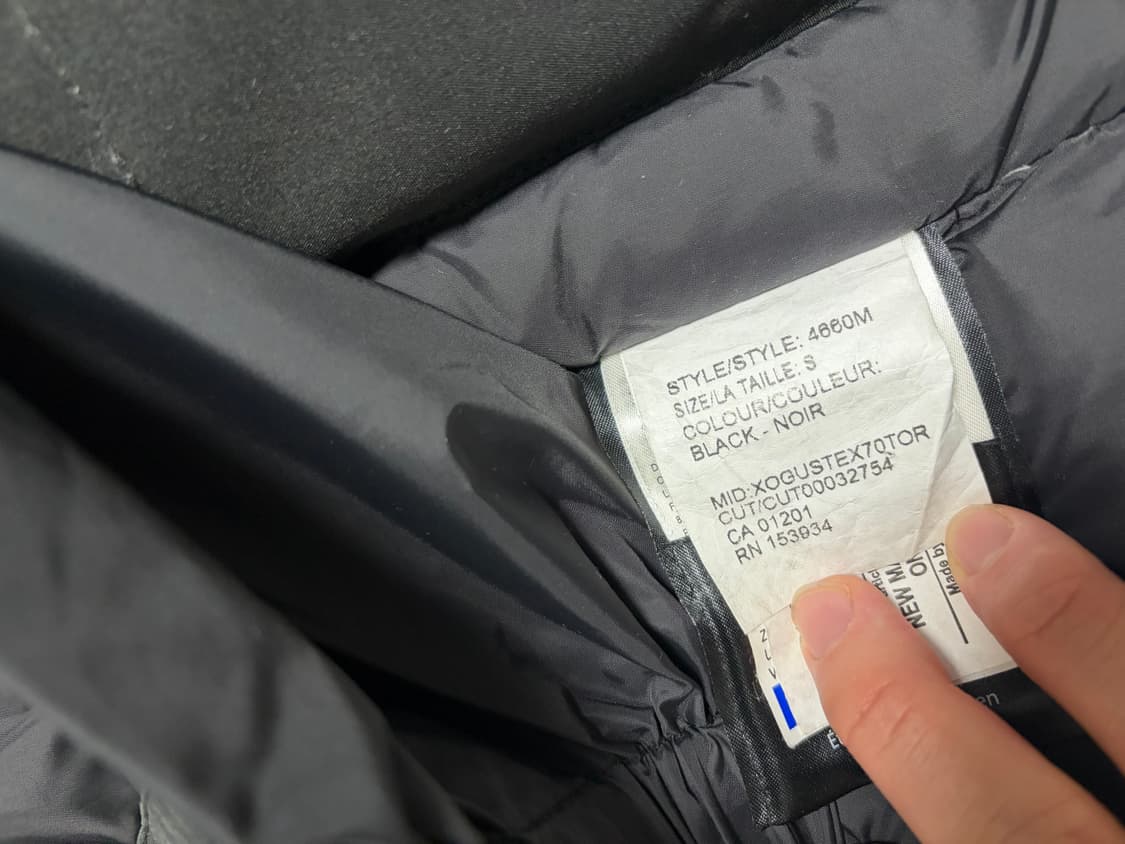 STYLE/STYLE: 4660M
SIZE/LA TAILLE: S
COLOUR/COULEUR:
BLACK - NOIR
MID:XOGUSTEX70TOR
CUT/CUT00032754
CA 01201
RN 153934
NEW M
Made by
en